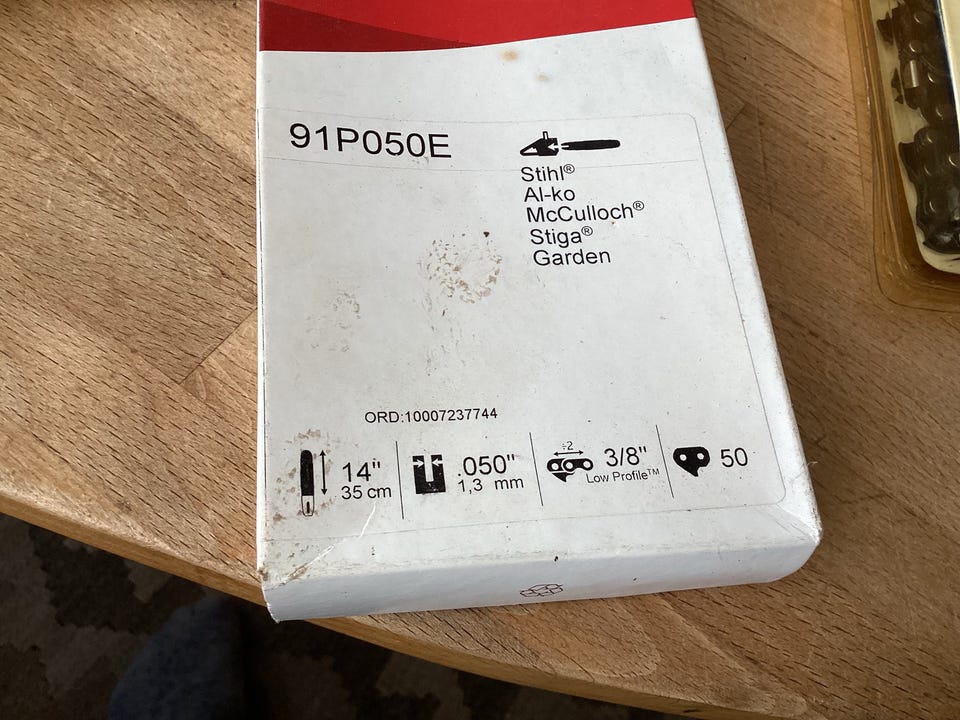 91P050E
Stihl®
Al-ko
McCulloch®
Stiga®
Garden
ORD:10007237744
14"
35 cm
.050"
1,3 mm
÷2
3/8"
Low Profile™
50